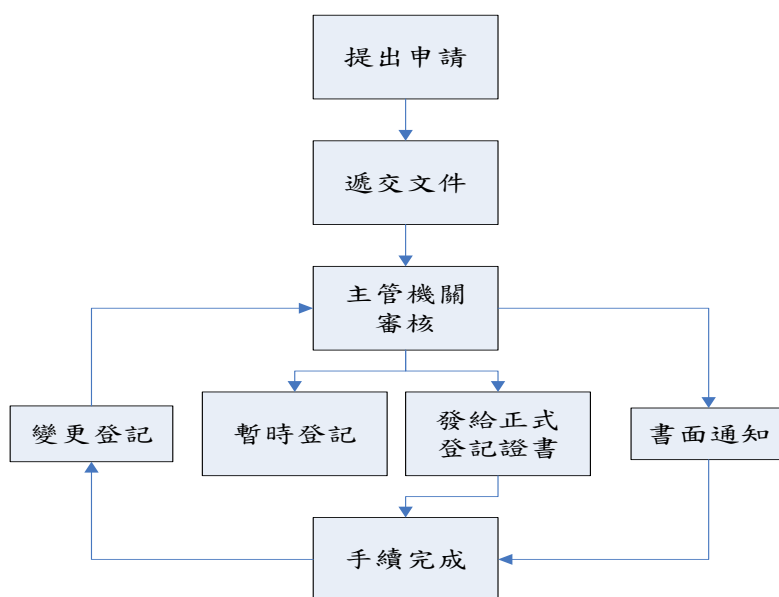 提出申請
遞交文件
主管機關
審核
變更登記
暫時登記
發給正式
登記證書
書面通知
手續完成